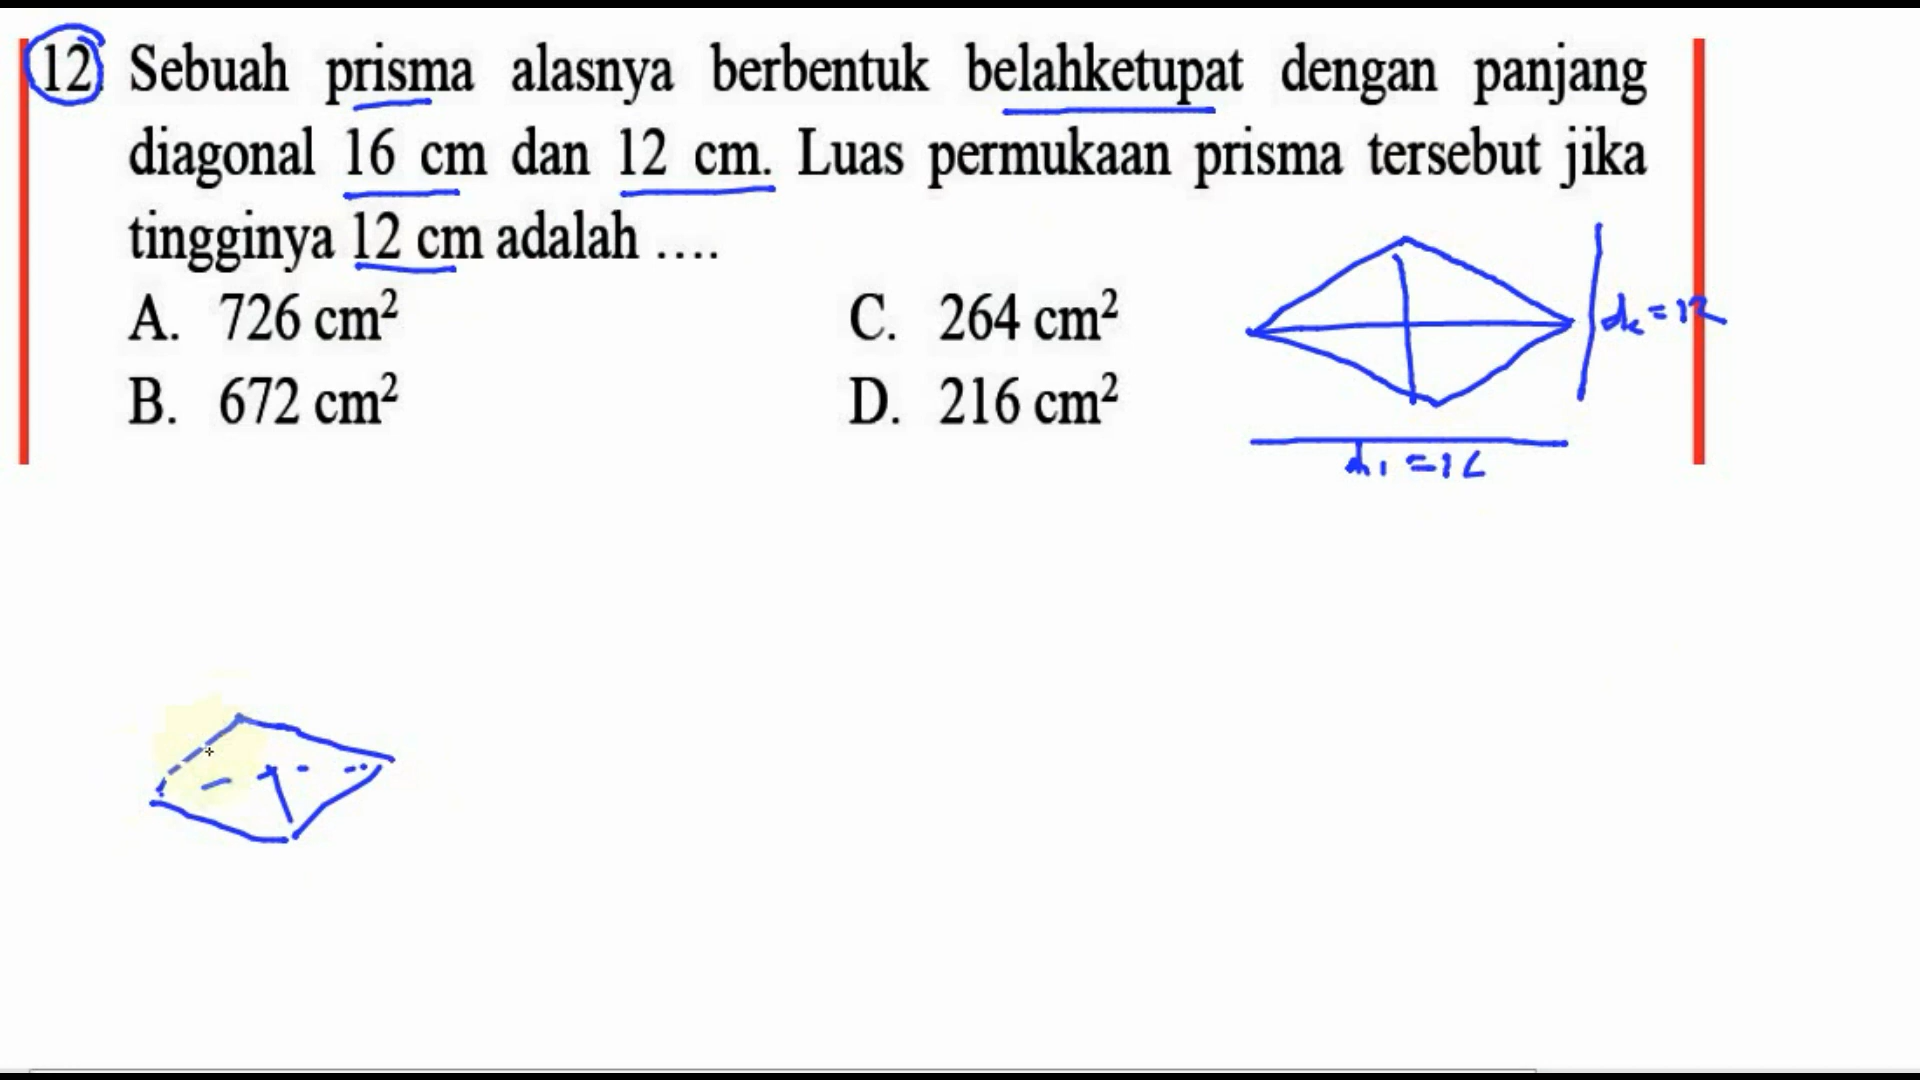 12. Sebuah prisma alasnya berbentuk belahketupat dengan panjang
diagonal 16 cm dan 12 cm. Luas permukaan prisma tersebut jika
tingginya 12 cm adalah ....
A. 726 cm²
C. 264 cm²
B. 672 cm²
D. 216 cm²
=12
d1 =16